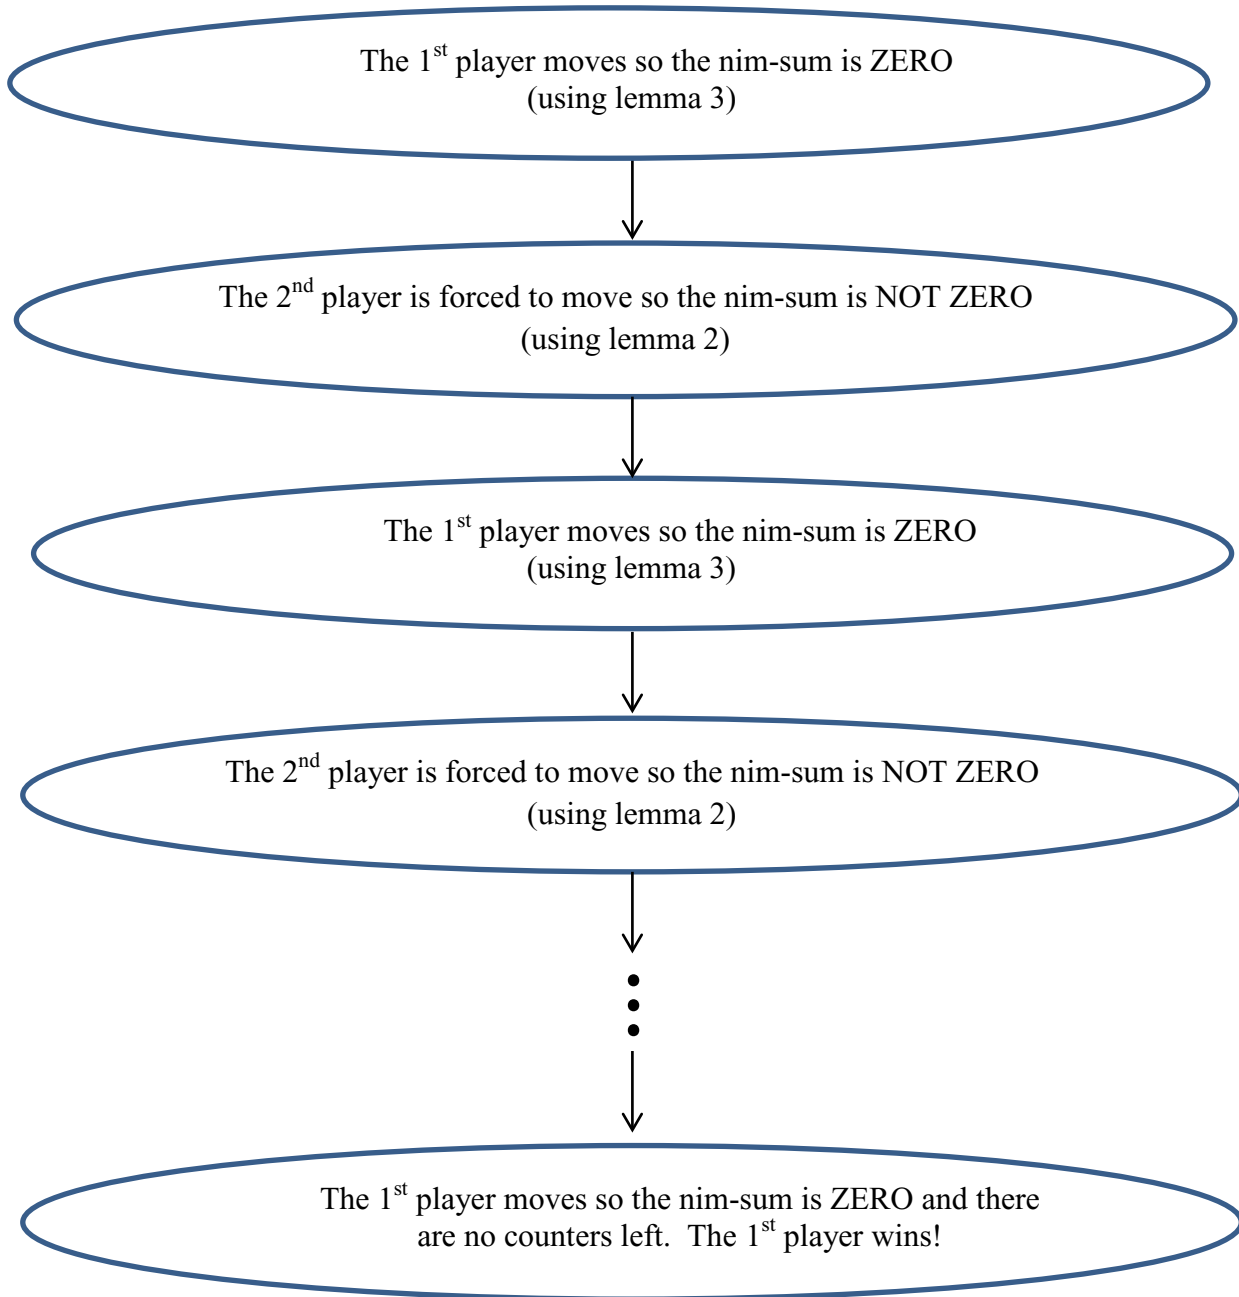 The 1st player moves so the nim-sum is ZERO
(using lemma 3)
The 2nd player is forced to move so the nim-sum is NOT ZERO
(using lemma 2)
The 1st player moves so the nim-sum is ZERO
(using lemma 3)
The 2nd player is forced to move so the nim-sum is NOT ZERO
(using lemma 2)
The 1st player moves so the nim-sum is ZERO and there
are no counters left.  The 1st player wins!